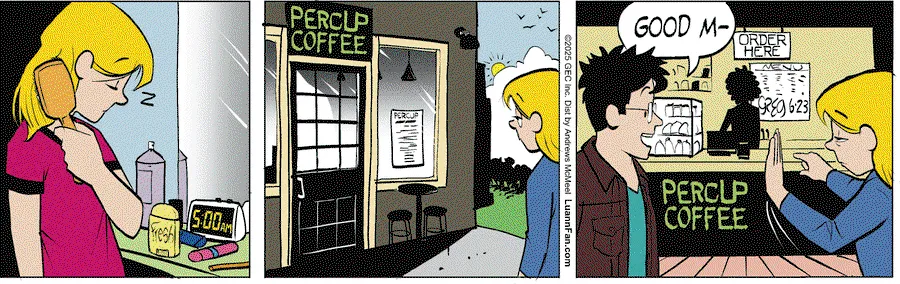 Z
fresh
5:00AM
PERCUP
COFFEE
PERCUP
©2025 GEC Inc. Dist by Andrews McMeel LuannFan.com
GOOD M-
ORDER
HERE
MENU
GREG 6·23
PERCUP
COFFEE